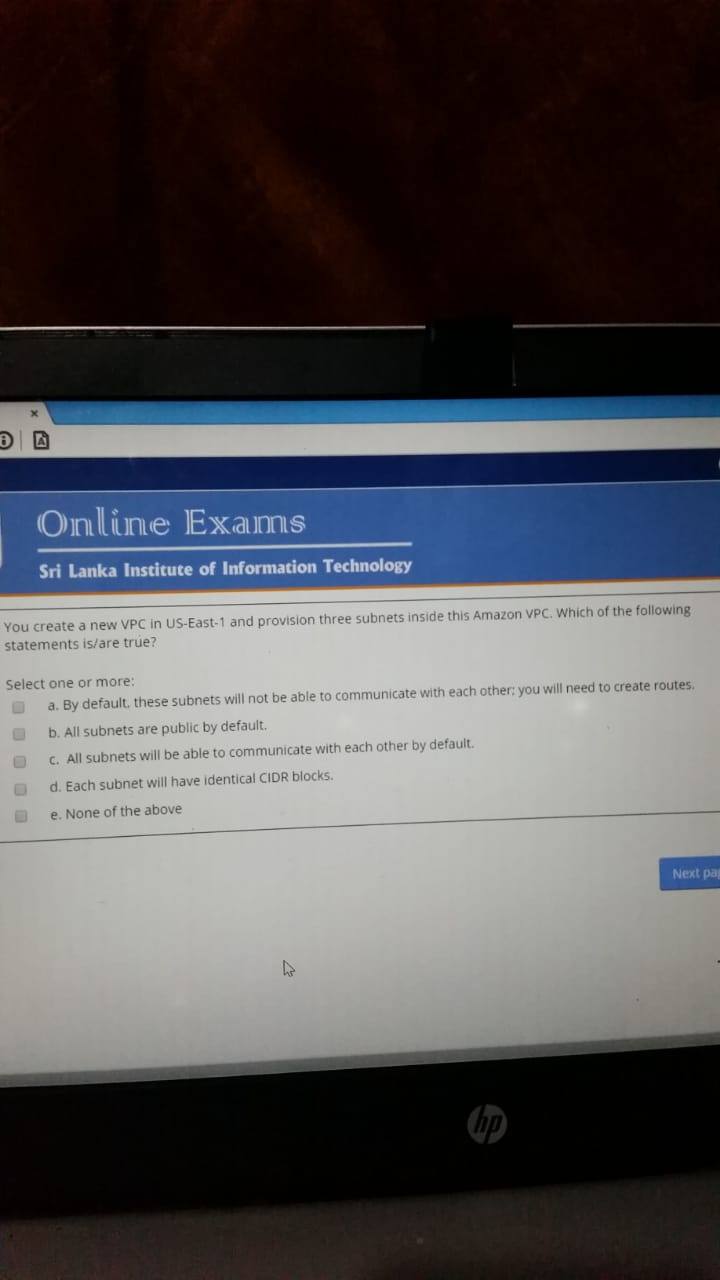 x
Online Exams
Sri Lanka Institute of Information Technology
You create a new VPC in US-East-1 and provision three subnets inside this Amazon VPC. Which of the following
statements is/are true?
Select one or more:
a. By default, these subnets will not be able to communicate with each other; you will need to create routes.
b. All subnets are public by default.
c. All subnets will be able to communicate with each other by default.
d. Each subnet will have identical CIDR blocks.
e. None of the above
Next
hp